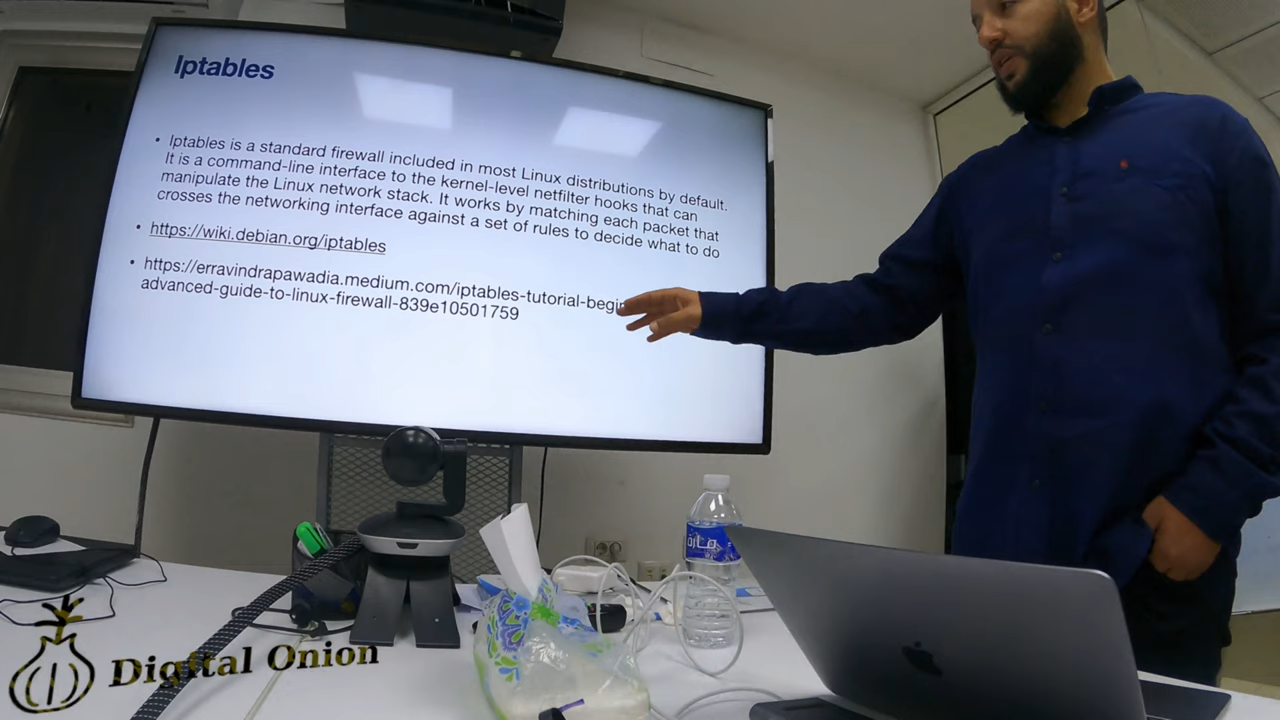 Iptables
• Iptables is a standard firewall included in most Linux distributions by default.
It is a command-line interface to the kernel-level netfilter hooks that can
manipulate the Linux network stack. It works by matching each packet that
crosses the networking interface against a set of rules to decide what to do
• https://wiki.debian.org/iptables
• https://erravindrapawadia.medium.com/iptables-tutorial-begin
advanced-guide-to-linux-firewall-839e10501759
Digital Onion